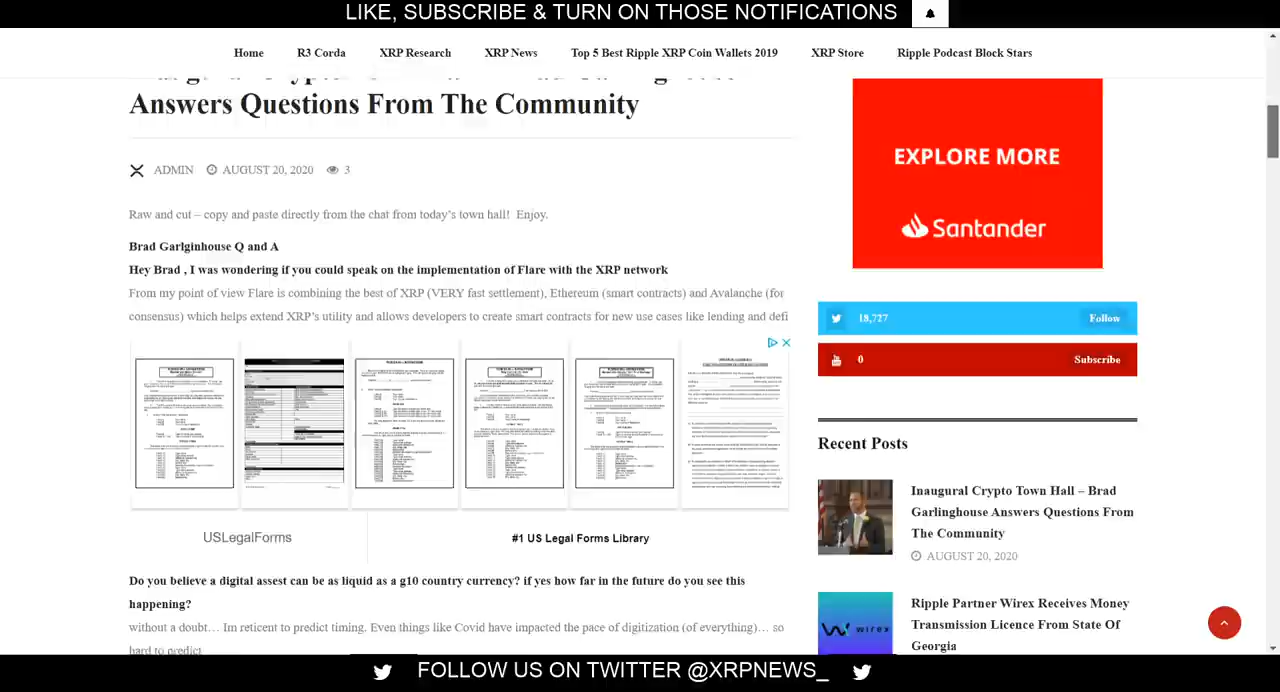 LIKE, SUBSCRIBE & TURN ON THOSE NOTIFICATIONS
Home R3 Corda XRP Research XRP News Top 5 Best Ripple XRP Coin Wallets 2019 XRP Store Ripple Podcast Block Stars
Answers Questions From The Community
ADMIN AUGUST 20, 2020 3
Raw and cut – copy and paste directly from the chat from today's town hall! Enjoy.
Brad Garlginhouse Q and A
Hey Brad , I was wondering if you could speak on the implementation of Flare with the XRP network
From my point of view Flare is combining the best of XRP (VERY fast settlement), Ethereum (smart contracts) and Avalanche (for
consensus) which helps extend XRP's utility and allows developers to create smart contracts for new use cases like lending and defi
USLegalForms
#1 US Legal Forms Library
Do you believe a digital assest can be as liquid as a g10 country currency? if yes how far in the future do you see this
happening?
without a doubt… Im reticent to predict timing. Even things like Covid have impacted the pace of digitization (of everything)… so
hard to predict
EXPLORE MORE
Santander
18,727 Follow
0 Subscribe
Recent Posts
Inaugural Crypto Town Hall – Brad
Garlinghouse Answers Questions From
The Community
AUGUST 20, 2020
wirex
Ripple Partner Wirex Receives Money
Transmission Licence From State Of
Georgia
FOLLOW US ON TWITTER @XRPNEWS_